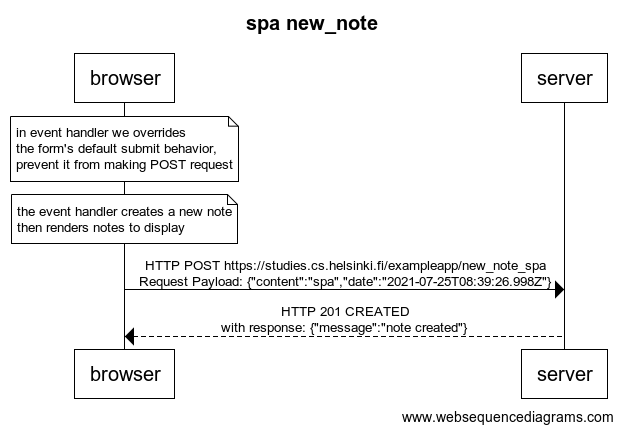 spa new_note
browser
server
in event handler we overrides
the form's default submit behavior,
prevent it from making POST request
the event handler creates a new note
then renders notes to display
HTTP POST https://studies.cs.helsinki.fi/exampleapp/new_note_spa
Request Payload: {"content":"spa","date":"2021-07-25T08:39:26.998Z"}
HTTP 201 CREATED
with response: {"message":"note created"}
browser
server
www.websequencediagrams.com